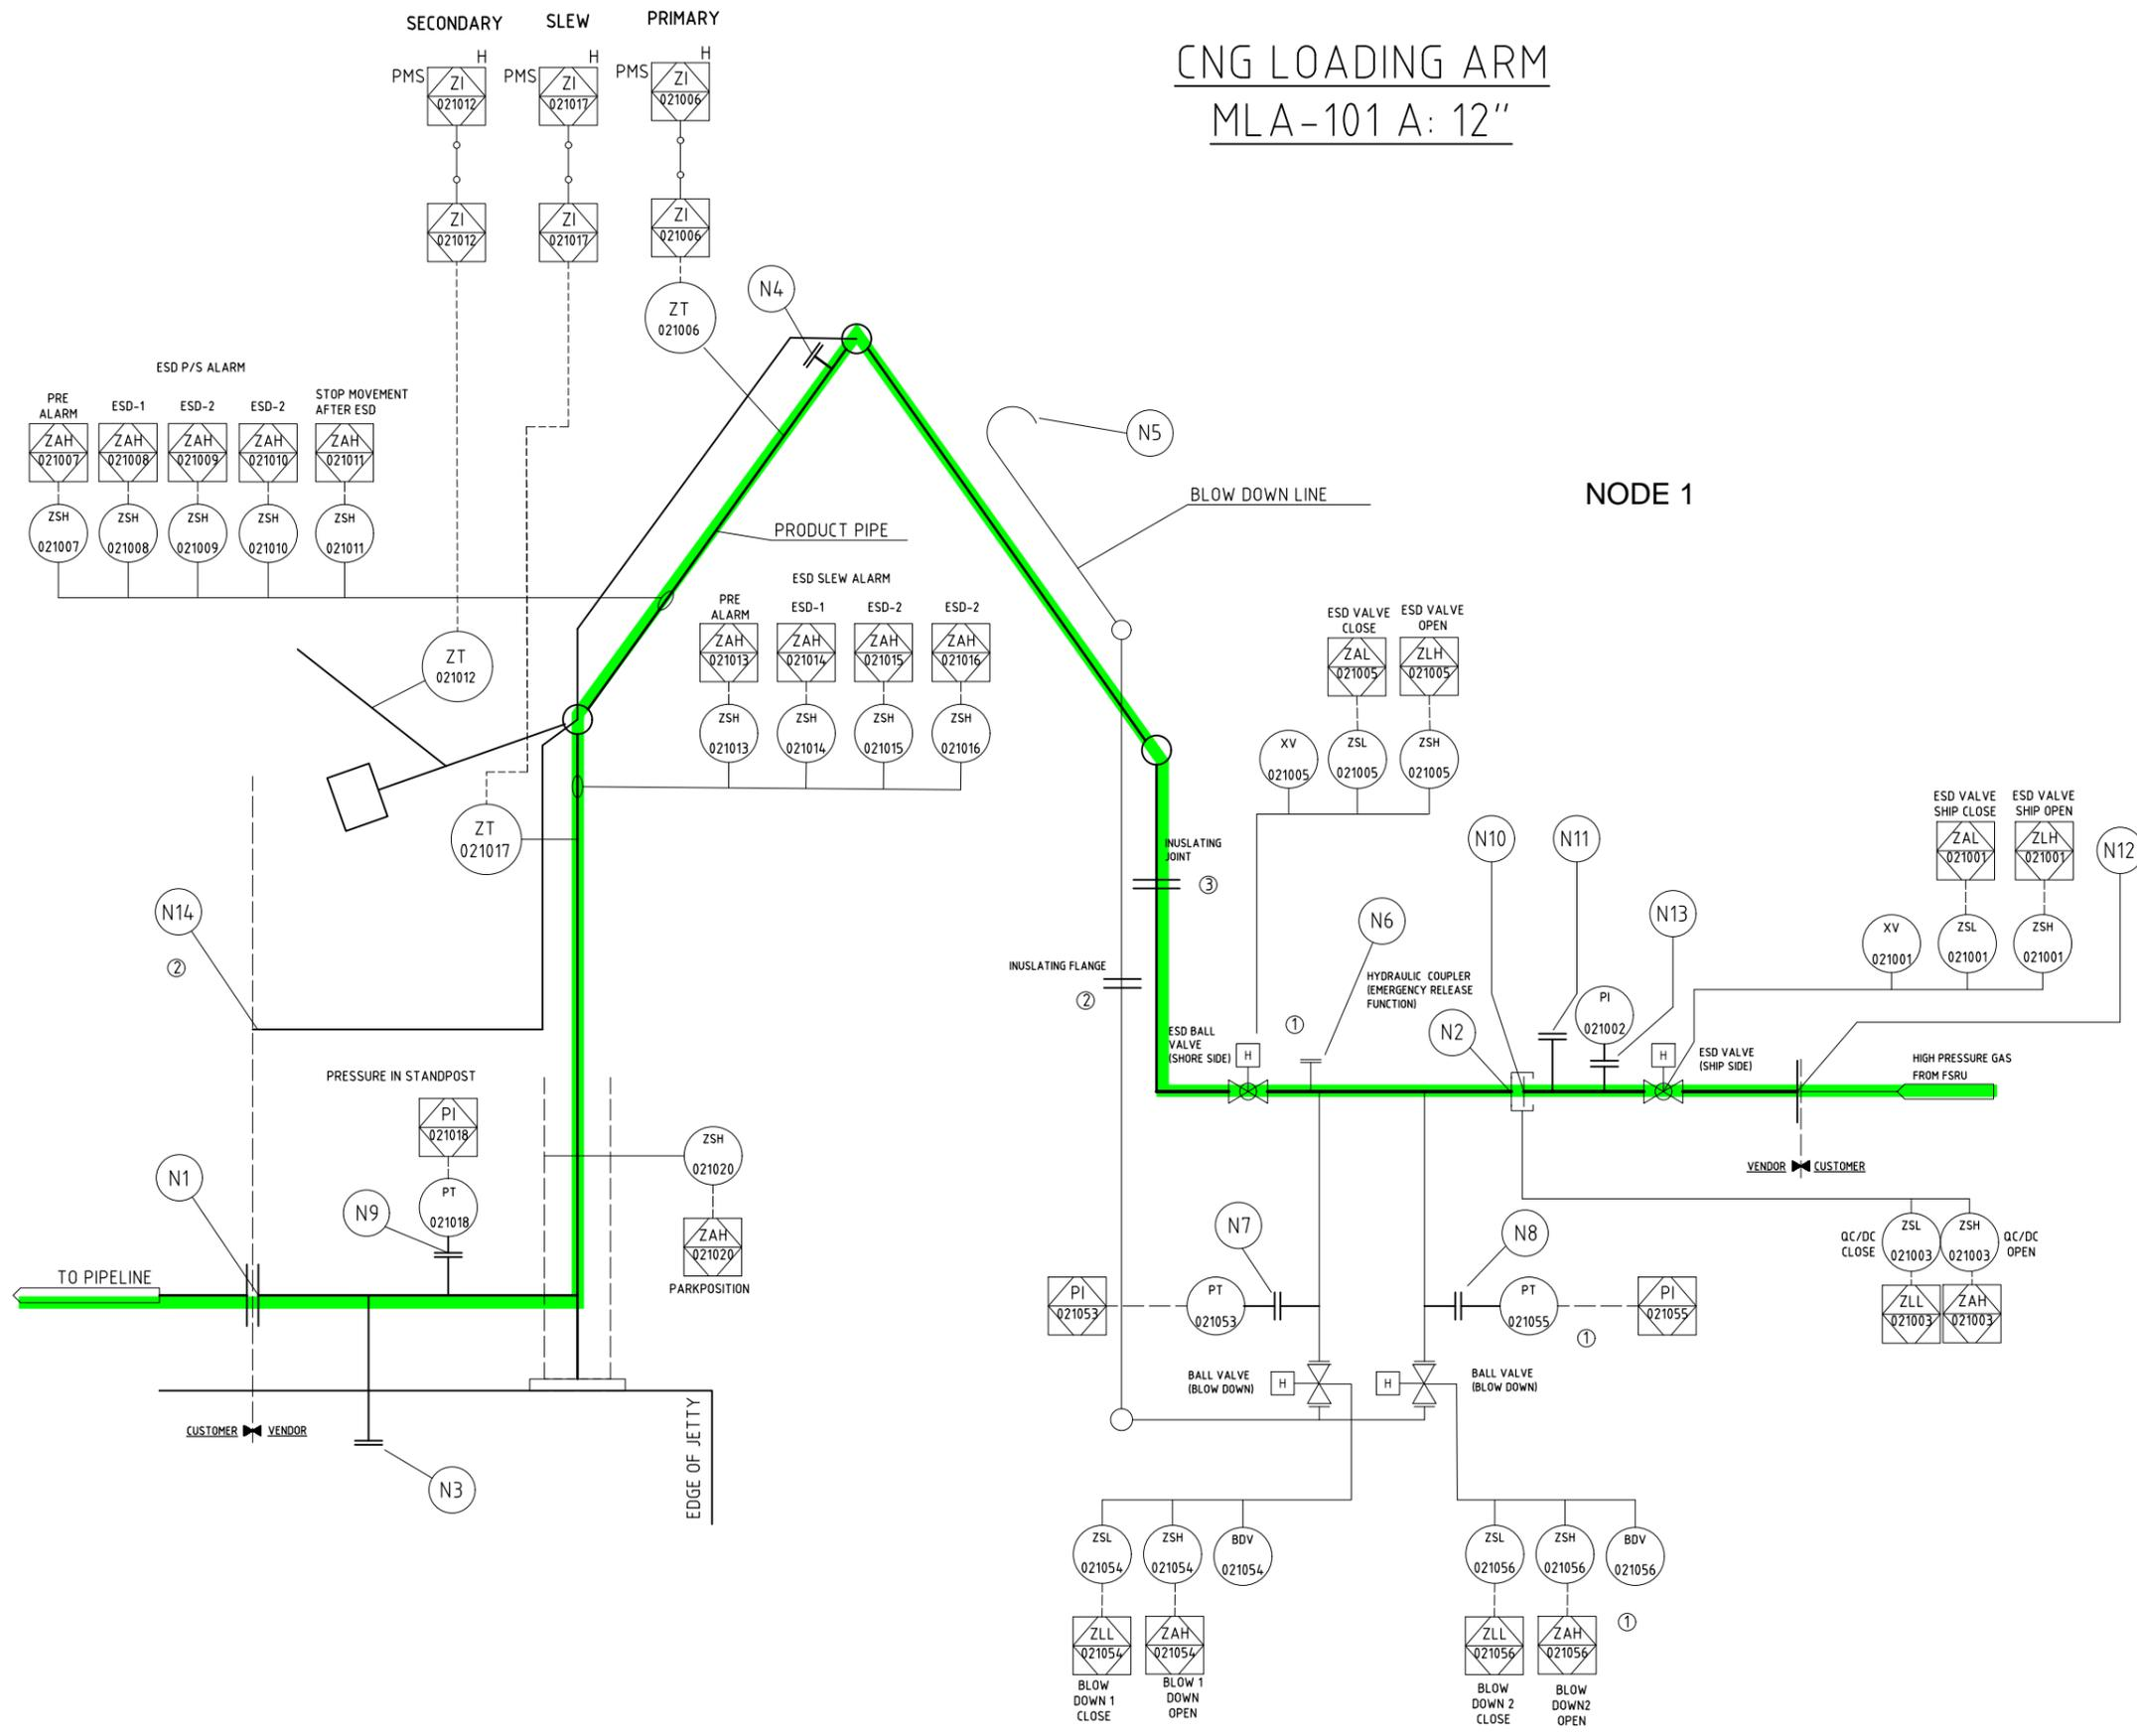 CNG LOADING ARM
MLA-101 A: 12"
SECONDARY
SLEW
PRIMARY
PMS
H
ZI
021012
PMS
H
ZI
021017
PMS
H
ZI
021006
ZI
021012
ZI
021017
ZI
021006
ZT
021006
N4
ESD P/S ALARM
PRE
ALARM
ESD-1
ESD-2
ESD-2
STOP MOVEMENT
AFTER ESD
ZAH
021007
ZAH
021008
ZAH
021009
ZAH
021010
ZAH
021011
ZSH
021007
ZSH
021008
ZSH
021009
ZSH
021010
ZSH
021011
N5
BLOW DOWN LINE
NODE 1
PRODUCT PIPE
ESD SLEW ALARM
PRE
ALARM
ESD-1
ESD-2
ESD-2
ZAH
021013
ZAH
021014
ZAH
021015
ZAH
021016
ZSH
021013
ZSH
021014
ZSH
021015
ZSH
021016
ZT
021012
ZT
021017
ESD VALVE
CLOSE
ESD VALVE
OPEN
ZAL
021005
ZLH
021005
XV
021005
ZSL
021005
ZSH
021005
INUSLATING
JOINT
3
N10
N11
N13
ESD VALVE
SHIP CLOSE
ESD VALVE
SHIP OPEN
ZAL
021001
ZLH
021001
N12
XV
021001
ZSL
021001
ZSH
021001
N14
2
INUSLATING FLANGE
2
N6
HYDRAULIC COUPLER
(EMERGENCY RELEASE
FUNCTION)
1
N2
PI
021002
ESD BALL
VALVE
(SHORE SIDE)
H
H
ESD VALVE
(SHIP SIDE)
HIGH PRESSURE GAS
FROM FSRU
VENDOR
CUSTOMER
PRESSURE IN STANDPOST
PI
021018
PT
021018
N1
N9
ZSH
021020
ZAH
021020
PARKPOSITION
TO PIPELINE
CUSTOMER
VENDOR
N3
EDGE OF JETTY
N7
N8
PI
021053
PT
021053
PT
021055
PI
021055
1
QC/DC
CLOSE
ZSL
021003
ZSH
021003
QC/DC
OPEN
ZLL
021003
ZAH
021003
BALL VALVE
(BLOW DOWN)
H
H
BALL VALVE
(BLOW DOWN)
ZSL
021054
ZSH
021054
BDV
021054
ZSL
021056
ZSH
021056
BDV
021056
1
ZLL
021054
ZAH
021054
ZLL
021056
ZAH
021056
BLOW
DOWN 1
CLOSE
BLOW 1
DOWN
OPEN
BLOW
DOWN 2
CLOSE
BLOW
DOWN2
OPEN